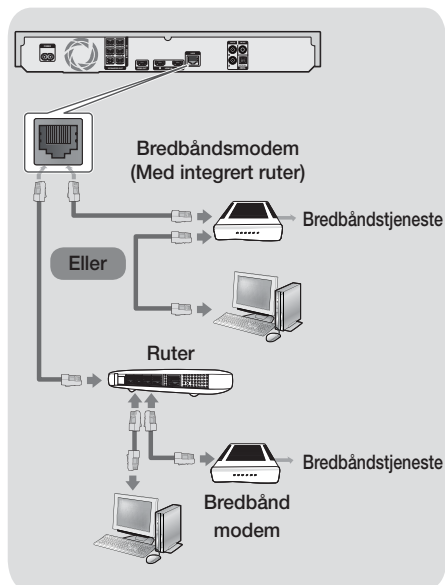 Bredbåndsmodem
(Med integrert ruter)
Bredbåndstjeneste
Eller
Ruter
Bredbåndstjeneste
Bredbånd
modem